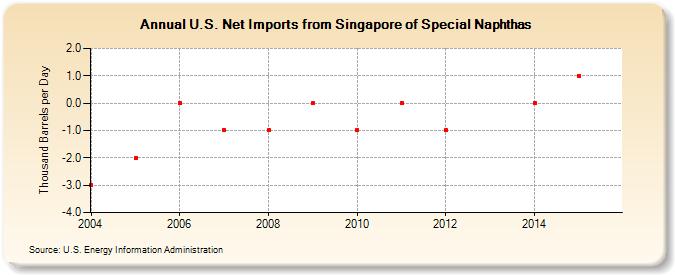 Annual U.S. Net Imports from Singapore of Special Naphthas
Thousand Barrels per Day
2.0
1.0
0.0
-1.0
-2.0
-3.0
-4.0
2004 2006 2008 2010 2012 2014
Source: U.S. Energy Information Administration